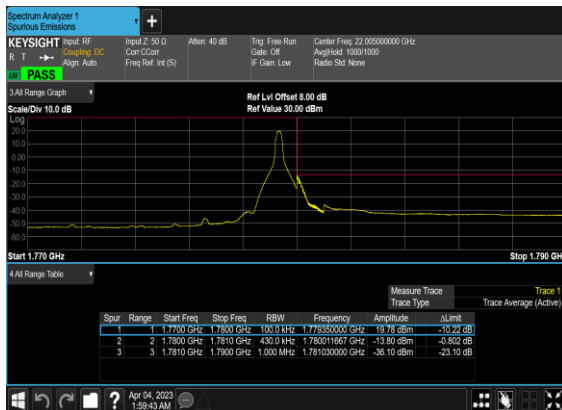 Spectrum Analyzer 1
Spurious Emissions
+
KEYSIGHT Input: RF Input Z: 50 Ω Atten: 40 dB Trig: Free Run Center Freq: 22.005000000 GHz
R T Coupling: DC Corr CCorr Gate: Off Avg|Hold: 1000/1000
Align: Auto Freq Ref: Int (S) IF Gain: Low Radio Std: None
PASS
3 All Range Graph
Ref Lvl Offset 8.00 dB
Scale/Div 10.0 dB Ref Value 30.00 dBm
Log
20.0
10.0
0.00
-10.0
-20.0
-30.0
-40.0
-50.0
-60.0
Start 1.770 GHz Stop 1.790 GH
4 All Range Table
Measure Trace Trace 1
Trace Type Trace Average (Active)
Spur Range Start Freq Stop Freq RBW Frequency Amplitude ΔLimit
1 1 1.7700 GHz 1.7800 GHz 100.0 kHz 1.779350000 GHz 19.78 dBm -10.22 dB
2 2 1.7800 GHz 1.7810 GHz 430.0 kHz 1.780011667 GHz -13.80 dBm -0.802 dB
3 3 1.7810 GHz 1.7900 GHz 1.000 MHz 1.781030000 GHz -36.10 dBm -23.10 dB
? Apr 04, 2023
1:59:43 AM